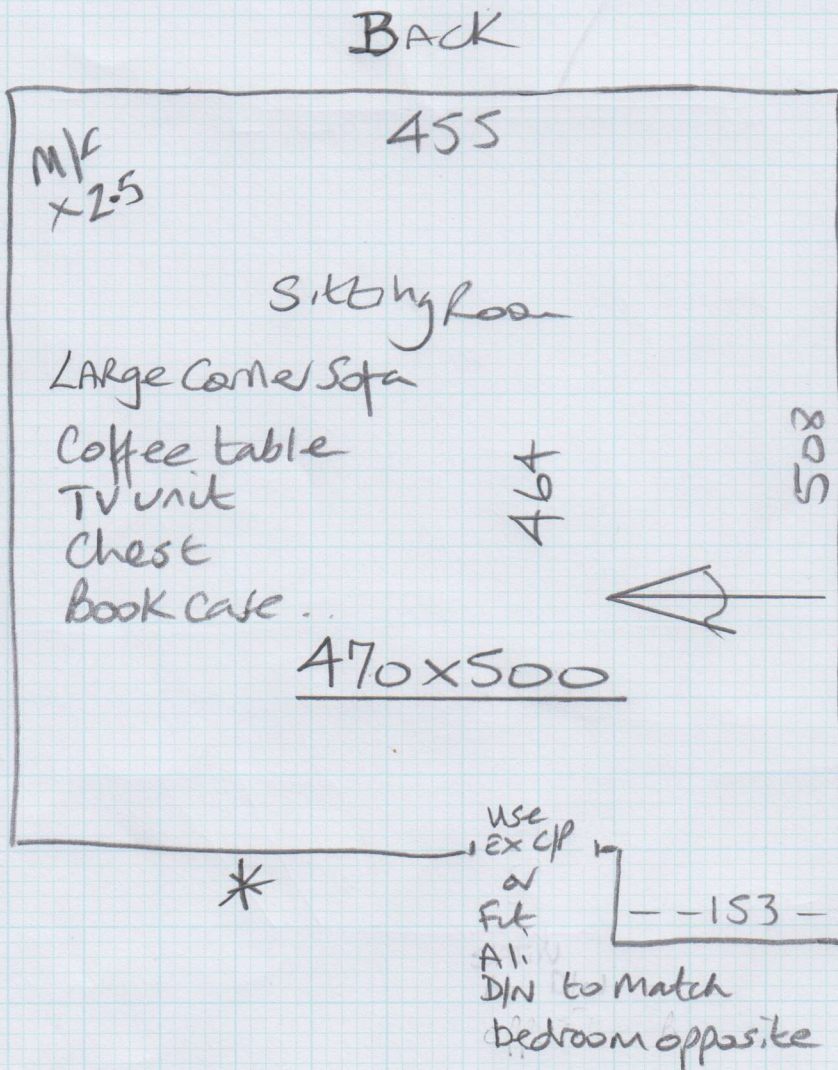 BACK
455
M/F
x 2.5
Sitting Room
LARge Corner Sofa
Coffee table
TV unit
Chest
Book Case.
464
508
470x500
use
EX C/P
or
Fit
Al.
D/N to Match
bedroom opposite
153
*